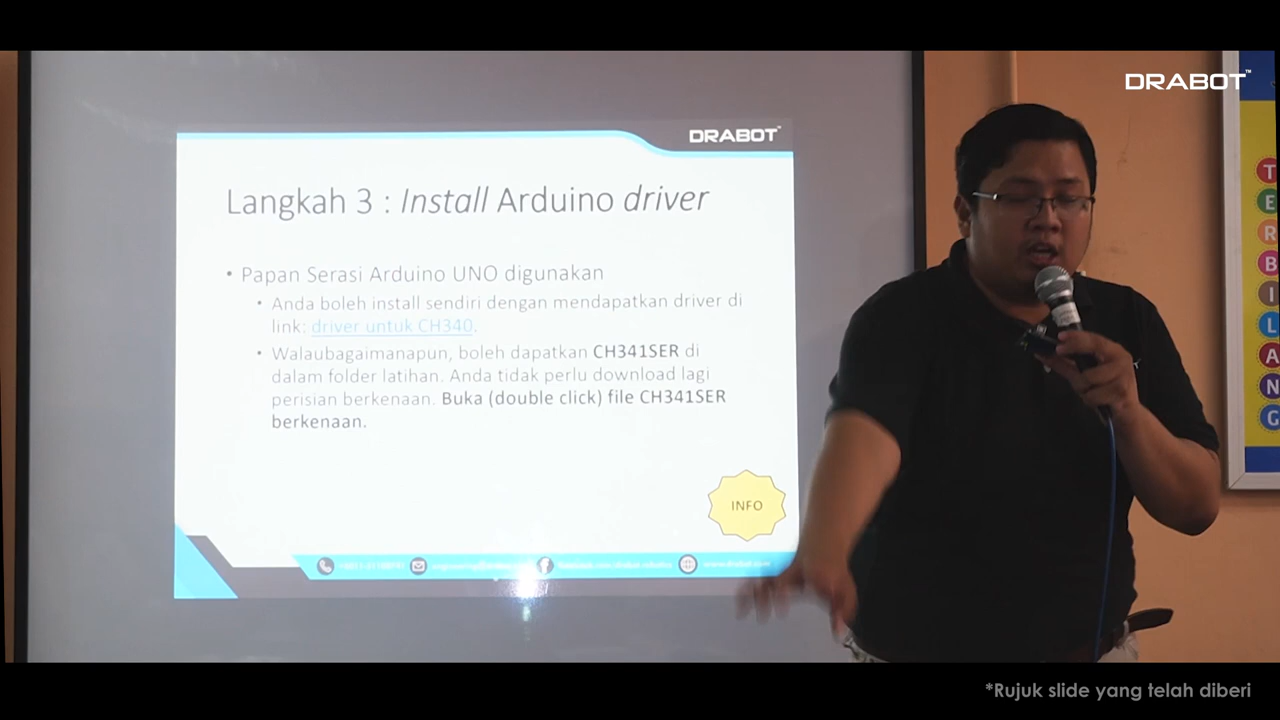 DRABOT™
DRABOT™
Langkah 3 : Install Arduino driver
• Papan Serasi Arduino UNO digunakan
• Anda boleh install sendiri dengan mendapatkan driver di
link: driver untuk CH340.
• Walaubagaimanapun, boleh dapatkan CH341SER di
dalam folder latihan. Anda tidak perlu download lagi
perisian berkenaan. Buka (double click) file CH341SER
berkenaan.
INFO
T
E
R
B
I
L
A
N
G
*Rujuk slide yang telah diberi